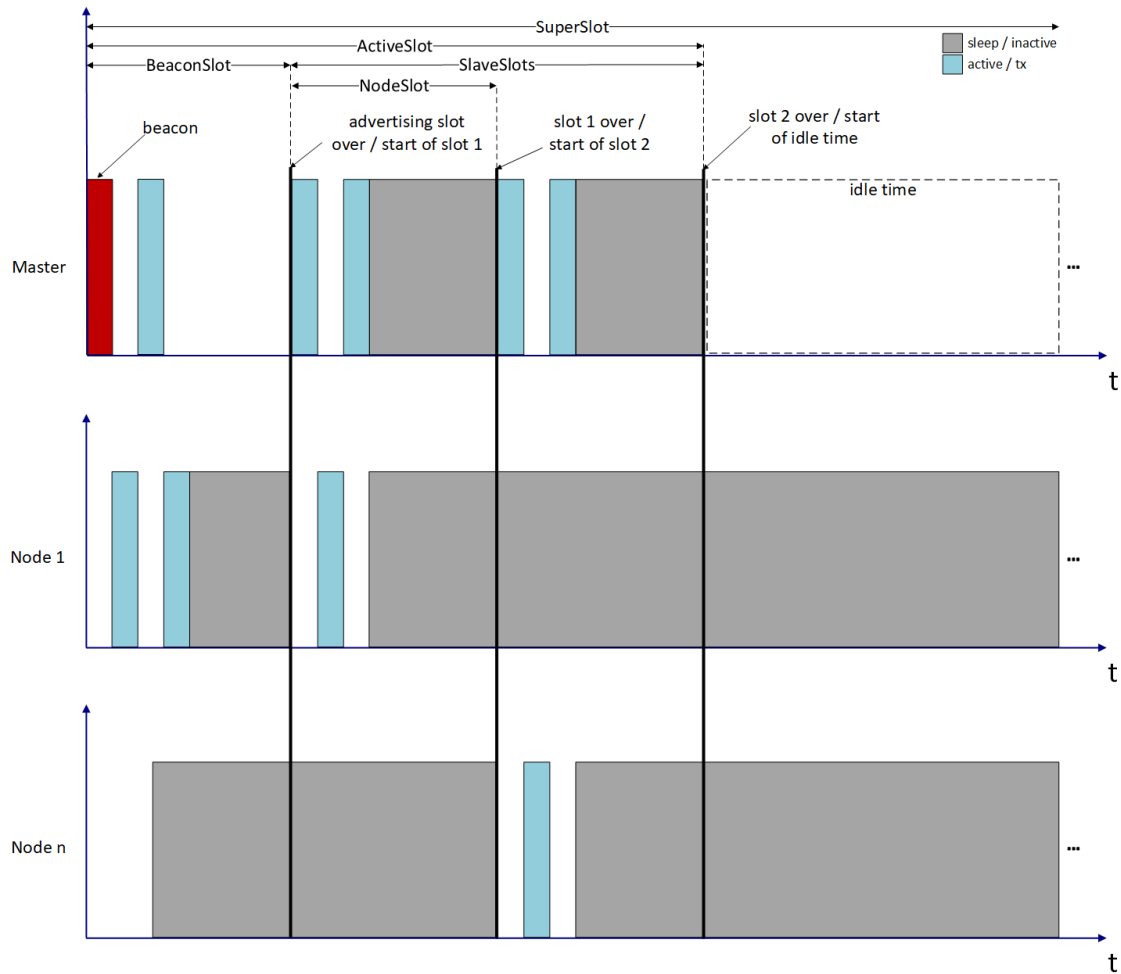 SuperSlot
ActiveSlot
BeaconSlot
SlaveSlots
NodeSlot
sleep / inactive
active / tx
beacon
advertising slot
over / start of slot 1
slot 1 over /
start of slot 2
slot 2 over / start
of idle time
idle time
Master
...
t
Node 1
...
t
Node n
...
t